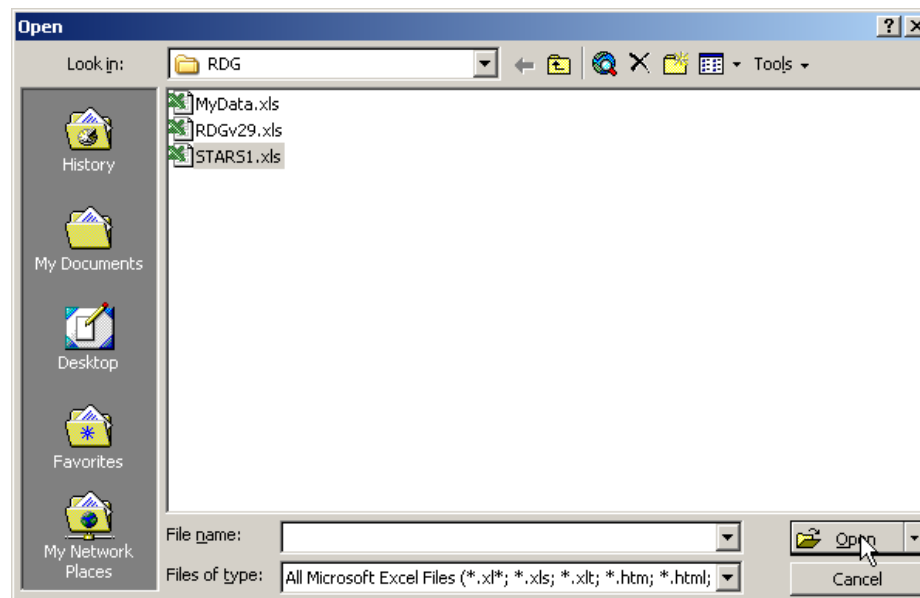 Open
Look in:
RDG
Tools
MyData.xls
RDGv29.xls
STARS1.xls
History
My Documents
Desktop
Favorites
My Network
Places
File name:
Open
Files of type:
All Microsoft Excel Files (*.xl*; *.xls; *.xlt; *.htm; *.html;
Cancel